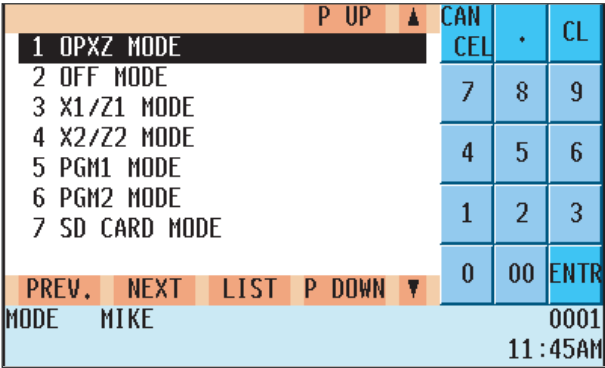 P UP ▲
1 OPXZ MODE
2 OFF MODE
3 X1/Z1 MODE
4 X2/Z2 MODE
5 PGM1 MODE
6 PGM2 MODE
7 SD CARD MODE
PREV. NEXT LIST P DOWN ▼
CAN
CEL . CL
7 8 9
4 5 6
1 2 3
0 00 ENTR
MODE MIKE 0001
11:45AM